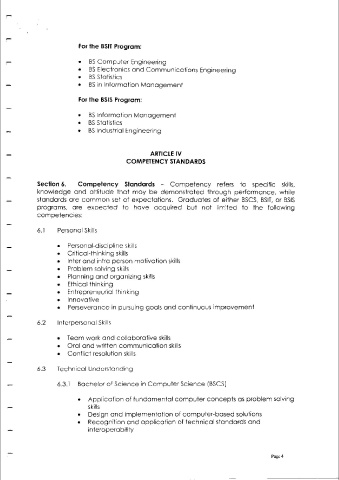 For the BSIT Program:
• BS Computer Engineering
• BS Electronics and Communications Engineering
• BS Statistics
• BS in Information Management
For the BSIS Program:
• BS Information Management
• BS Statistics
• BS Industrial Engineering
ARTICLE IV
COMPETENCY STANDARDS
Section 6. Competency Standards – Competency refers to specific skills,
knowledge and attitude that may be demonstrated through performance, while
standards are common set of expectations. Graduates of either BSCS, BSIT, or BSIS
programs, are expected to have acquired but not limited to the following
competencies:
6.1 Personal Skills
• Personal-discipline skills
• Critical-thinking skills
• Inter and intra person motivation skills
• Problem solving skills
• Planning and organizing skills
• Ethical thinking
• Entrepreneurial thinking
• Innovative
• Perseverance in pursuing goals and continuous improvement
6.2 Interpersonal Skills
• Team work and collaborative skills
• Oral and written communication skills
• Conflict resolution skills
6.3 Technical Understanding
6.3.1 Bachelor of Science in Computer Science (BSCS)
• Application of fundamental computer concepts as problem solving
skills
• Design and implementation of computer-based solutions
• Recognition and application of technical standards and
interoperability
Page 4